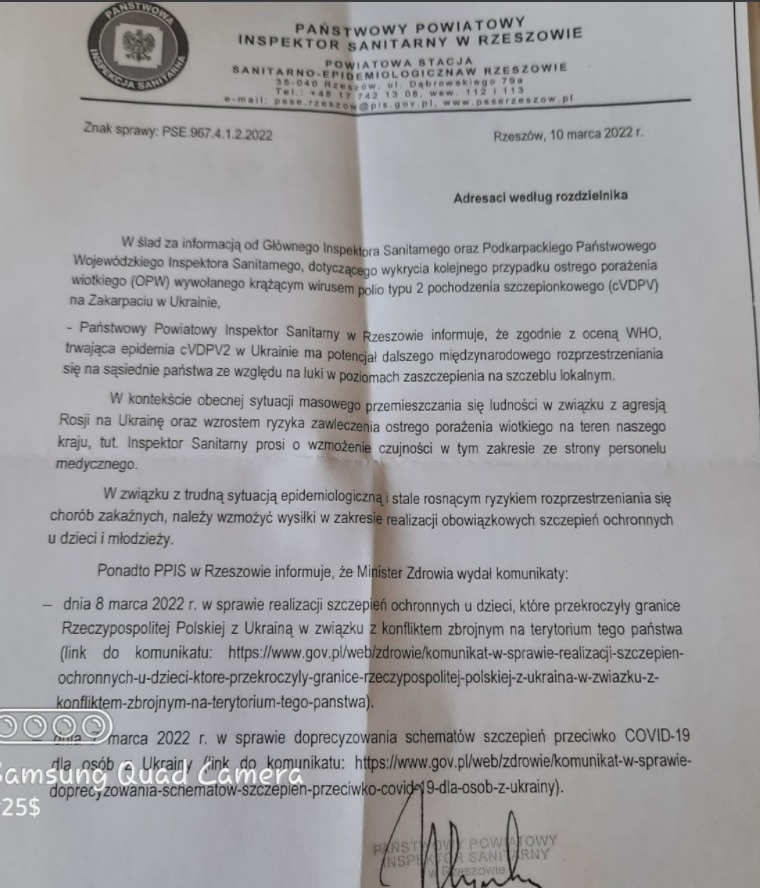 PAŃSTWOWA
INSPEKCJA SANITARNA
PAŃSTWOWY POWIATOWY
INSPEKTOR SANITARNY W RZESZOWIE
POWIATOWA STACJA
SANITARNO-EPIDEMIOLOGICZNAW RZESZOWIE
35-040 Rzeszów, ul. Dąbrowskiego 79a
Tel.: +48 17 742 13 08, wew. 112 i 113
e-mail: psse.rzeszow@pis.gov.pl, www.psserzeszow.pl
Znak sprawy: PSE.967.4.1.2.2022
Rzeszów, 10 marca 2022 r.
Adresaci według rozdzielnika
W ślad za informacją od Głównego Inspektora Sanitarnego oraz Podkarpackiego Państwowego
Wojewódzkiego Inspektora Sanitarnego, dotyczącego wykrycia kolejnego przypadku ostrego porażenia
wiotkiego (OPW) wywołanego krążącym wirusem polio typu 2 pochodzenia szczepionkowego (cVDPV)
na Zakarpaciu w Ukrainie,
- Państwowy Powiatowy Inspektor Sanitarny w Rzeszowie informuje, że zgodnie z oceną WHO,
trwająca epidemia cVDPV2 w Ukrainie ma potencjał dalszego międzynarodowego rozprzestrzeniania
się na sąsiednie państwa ze względu na luki w poziomach zaszczepienia na szczeblu lokalnym.
W kontekście obecnej sytuacji masowego przemieszczania się ludności w związku z agresją
Rosji na Ukrainę oraz wzrostem ryzyka zawleczenia ostrego porażenia wiotkiego na teren naszego
kraju, tut. Inspektor Sanitarny prosi o wzmożenie czujności w tym zakresie ze strony personelu
medycznego.
W związku z trudną sytuacją epidemiologiczną i stale rosnącym ryzykiem rozprzestrzeniania się
chorób zakaźnych, należy wzmożyć wysiłki w zakresie realizacji obowiązkowych szczepień ochronnych
u dzieci i młodzieży.
Ponadto PPIS w Rzeszowie informuje, że Minister Zdrowia wydał komunikaty:
– dnia 8 marca 2022 r. w sprawie realizacji szczepień ochronnych u dzieci, które przekroczyły granice
Rzeczypospolitej Polskiej z Ukrainą w związku z konfliktem zbrojnym na terytorium tego państwa
(link do komunikatu: https://www.gov.pl/web/zdrowie/komunikat-w-sprawie-realizacji-szczepien-
ochronnych-u-dzieci-ktore-przekroczyly-granice-rzeczypospolitej-polskiej-z-ukraina-w-zwiazku-z-
konfliktem-zbrojnym-na-terytorium-tego-panstwa).
– dnia 7 marca 2022 r. w sprawie doprecyzowania schematów szczepień przeciwko COVID-19
dla osób z Ukrainy (link do komunikatu: https://www.gov.pl/web/zdrowie/komunikat-w-sprawie-
doprecyzowania-schematow-szczepien-przeciwko-covid-19-dla-osob-z-ukrainy).
Samsung Quad Camera
25$
PAŃSTWOWY POWIATOWY
INSPEKTOR SANITARNY
w Rzeszowie